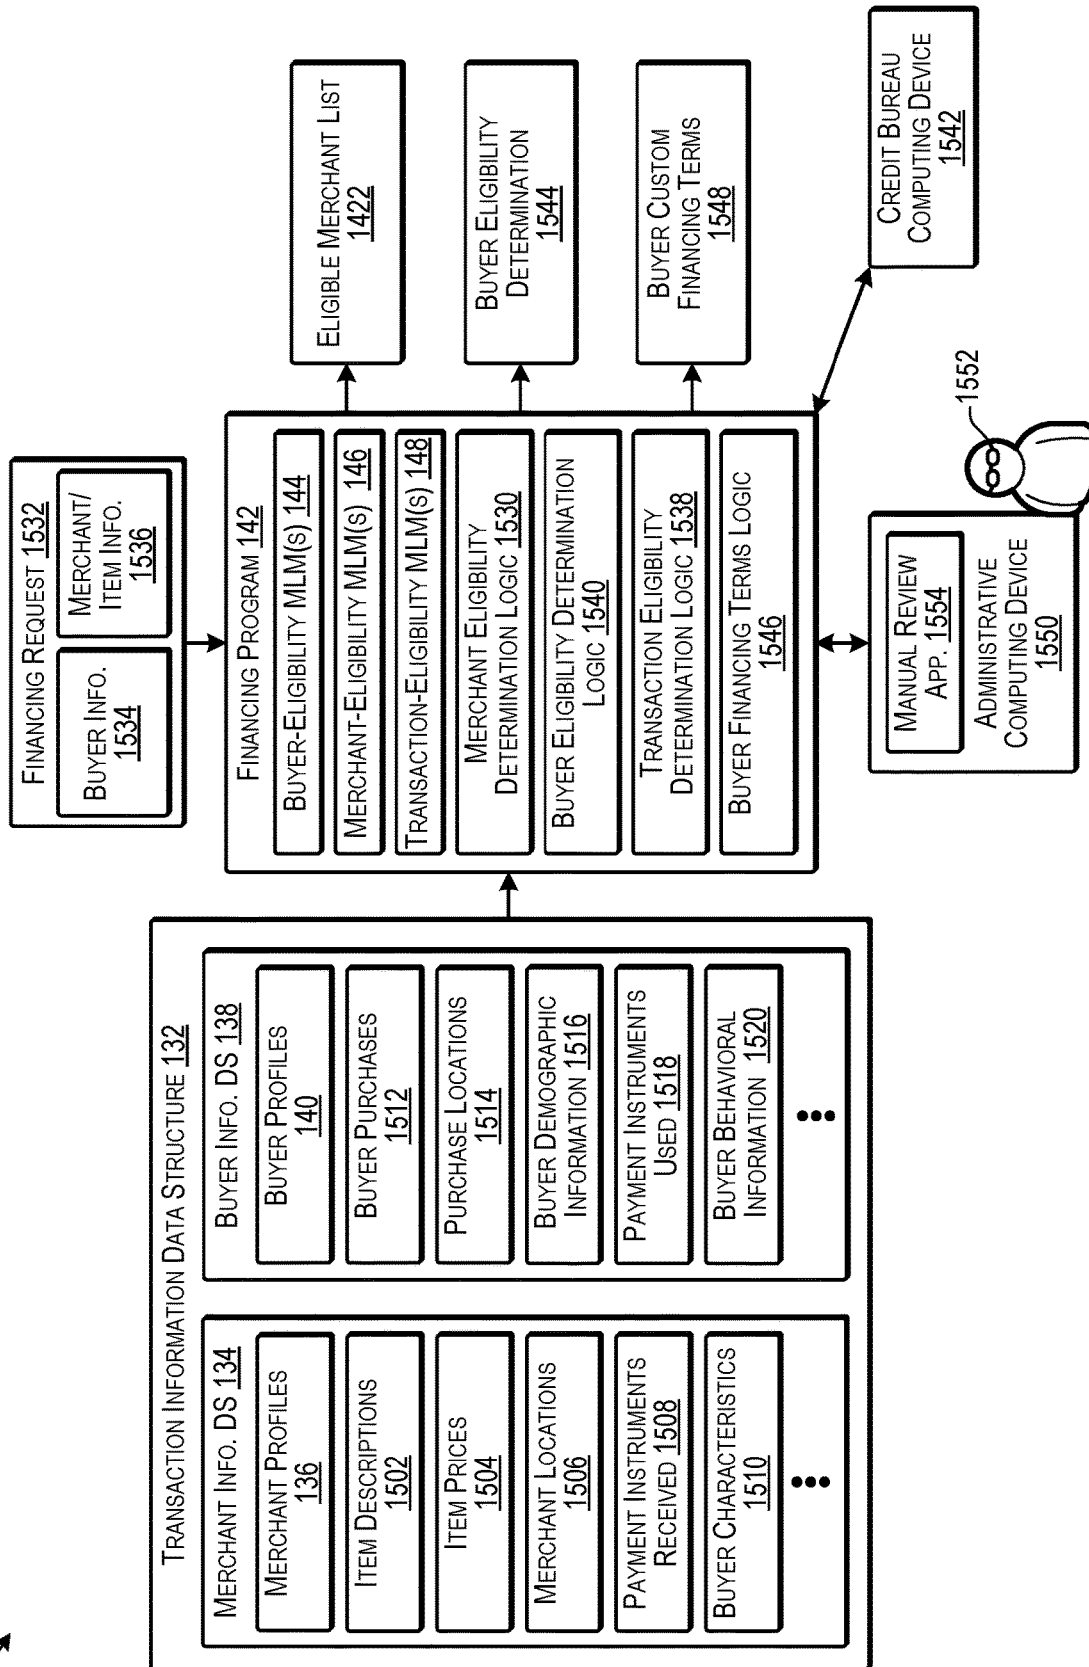 FINANCING REQUEST 1532
BUYER INFO.
1534
MERCHANT/
ITEM INFO.
1536
TRANSACTION INFORMATION DATA STRUCTURE 132
MERCHANT INFO. DS 134
MERCHANT PROFILES
136
ITEM DESCRIPTIONS
1502
ITEM PRICES
1504
MERCHANT LOCATIONS
1506
PAYMENT INSTRUMENTS
RECEIVED 1508
BUYER CHARACTERISTICS
1510
BUYER INFO. DS 138
BUYER PROFILES
140
BUYER PURCHASES
1512
PURCHASE LOCATIONS
1514
BUYER DEMOGRAPHIC
INFORMATION 1516
PAYMENT INSTRUMENTS
USED 1518
BUYER BEHAVIORAL
INFORMATION 1520
FINANCING PROGRAM 142
BUYER-ELIGIBILITY MLM(S) 144
MERCHANT-ELIGIBILITY MLM(S) 146
TRANSACTION-ELIGIBILITY MLM(S) 148
MERCHANT ELIGIBILITY
DETERMINATION LOGIC 1530
BUYER ELIGIBILITY DETERMINATION
LOGIC 1540
TRANSACTION ELIGIBILITY
DETERMINATION LOGIC 1538
BUYER FINANCING TERMS LOGIC
1546
ELIGIBLE MERCHANT LIST
1422
BUYER ELIGIBILITY
DETERMINATION
1544
BUYER CUSTOM
FINANCING TERMS
1548
MANUAL REVIEW
APP. 1554
ADMINISTRATIVE
COMPUTING DEVICE
1550
1552
CREDIT BUREAU
COMPUTING DEVICE
1542